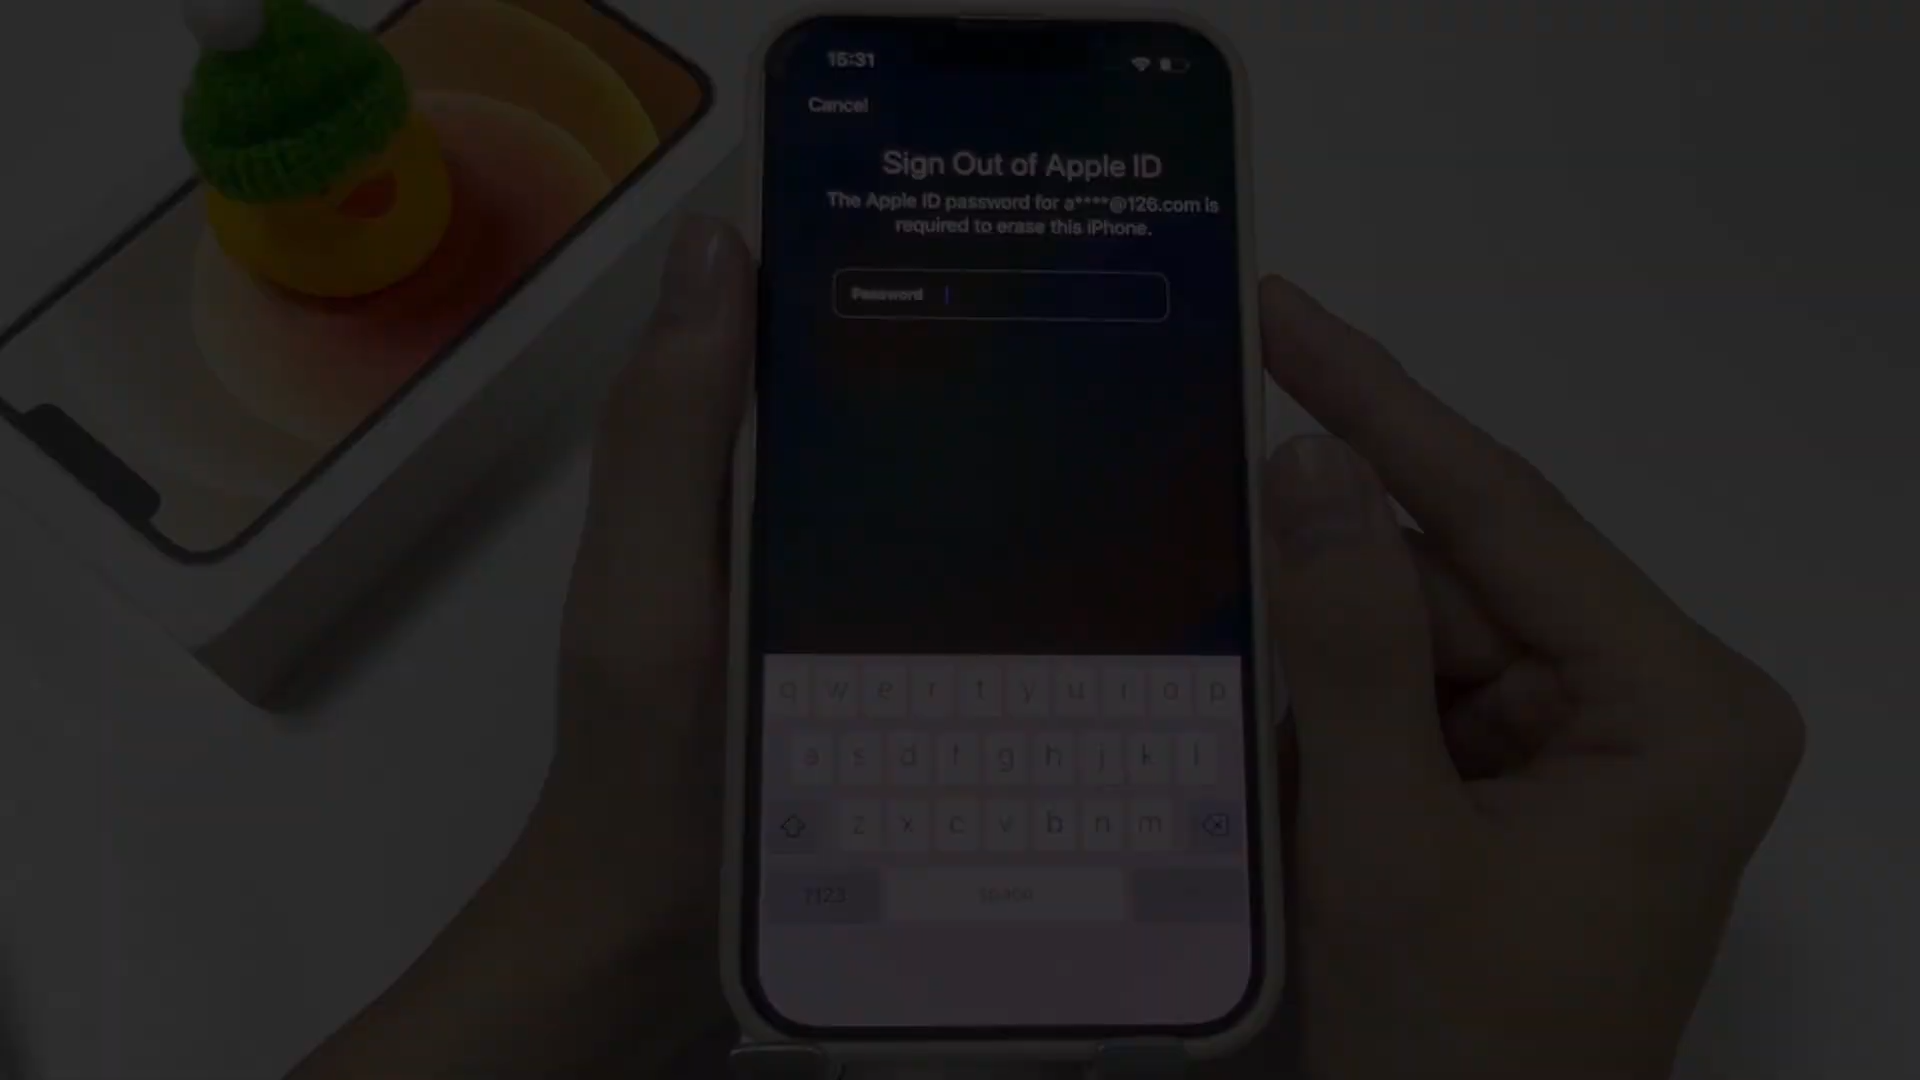 15:31
Cancel
Sign Out of Apple ID
The Apple ID password for a****@126.com is
required to erase this iPhone.
Password
q w e r t y u i o p
a s d f g h j k l
z x c v b n m
?123 space